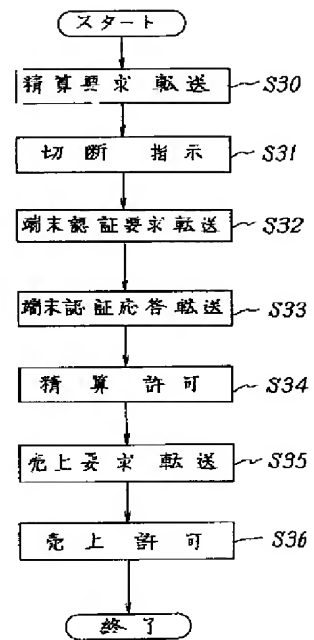 スタート
精算要求転送 S30
切断指示 S31
端末認証要求転送 S32
端末認証応答転送 S33
精算許可 S34
売上要求転送 S35
売上許可 S36
終了